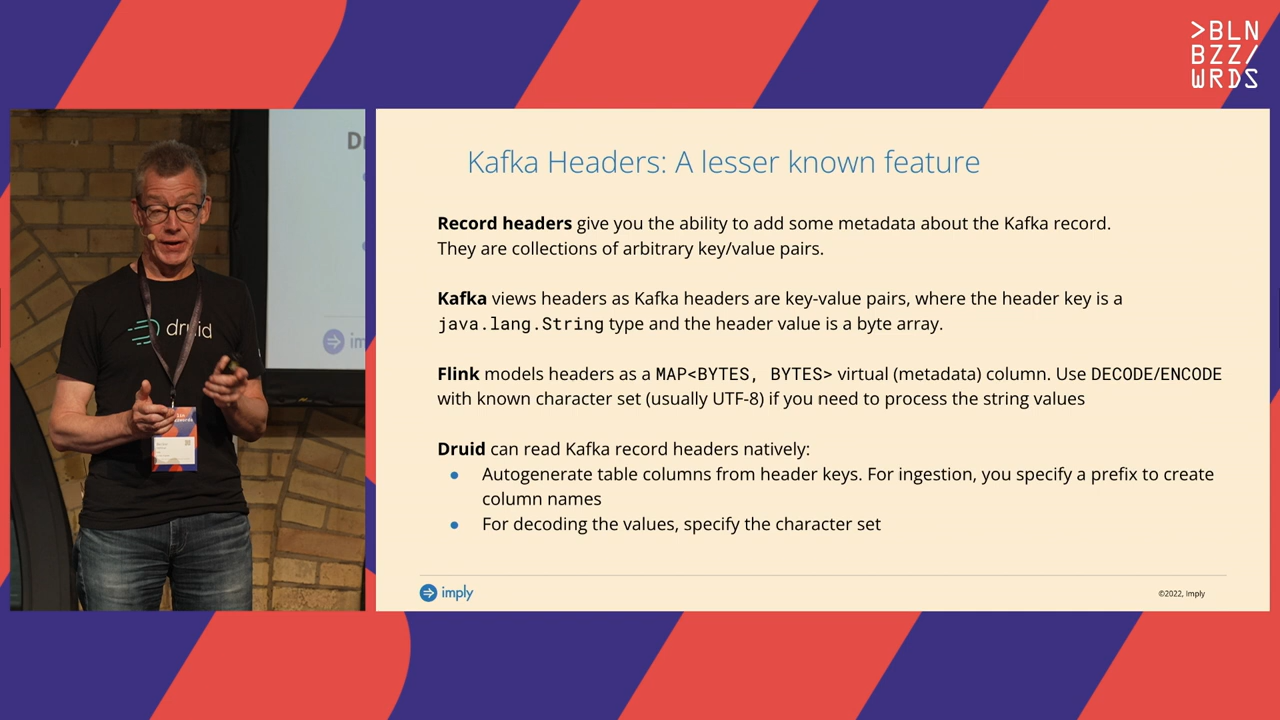 >BLN
BZZ/
WRDS
D
druid
im
Kafka Headers: A lesser known feature
Record headers give you the ability to add some metadata about the Kafka record.
They are collections of arbitrary key/value pairs.
Kafka views headers as Kafka headers are key-value pairs, where the header key is a
java.lang.String type and the header value is a byte array.
Flink models headers as a MAP<BYTES, BYTES> virtual (metadata) column. Use DECODE/ENCODE
with known character set (usually UTF-8) if you need to process the string values
Druid can read Kafka record headers natively:
● Autogenerate table columns from header keys. For ingestion, you specify a prefix to create
column names
● For decoding the values, specify the character set
imply
©2022, Imply